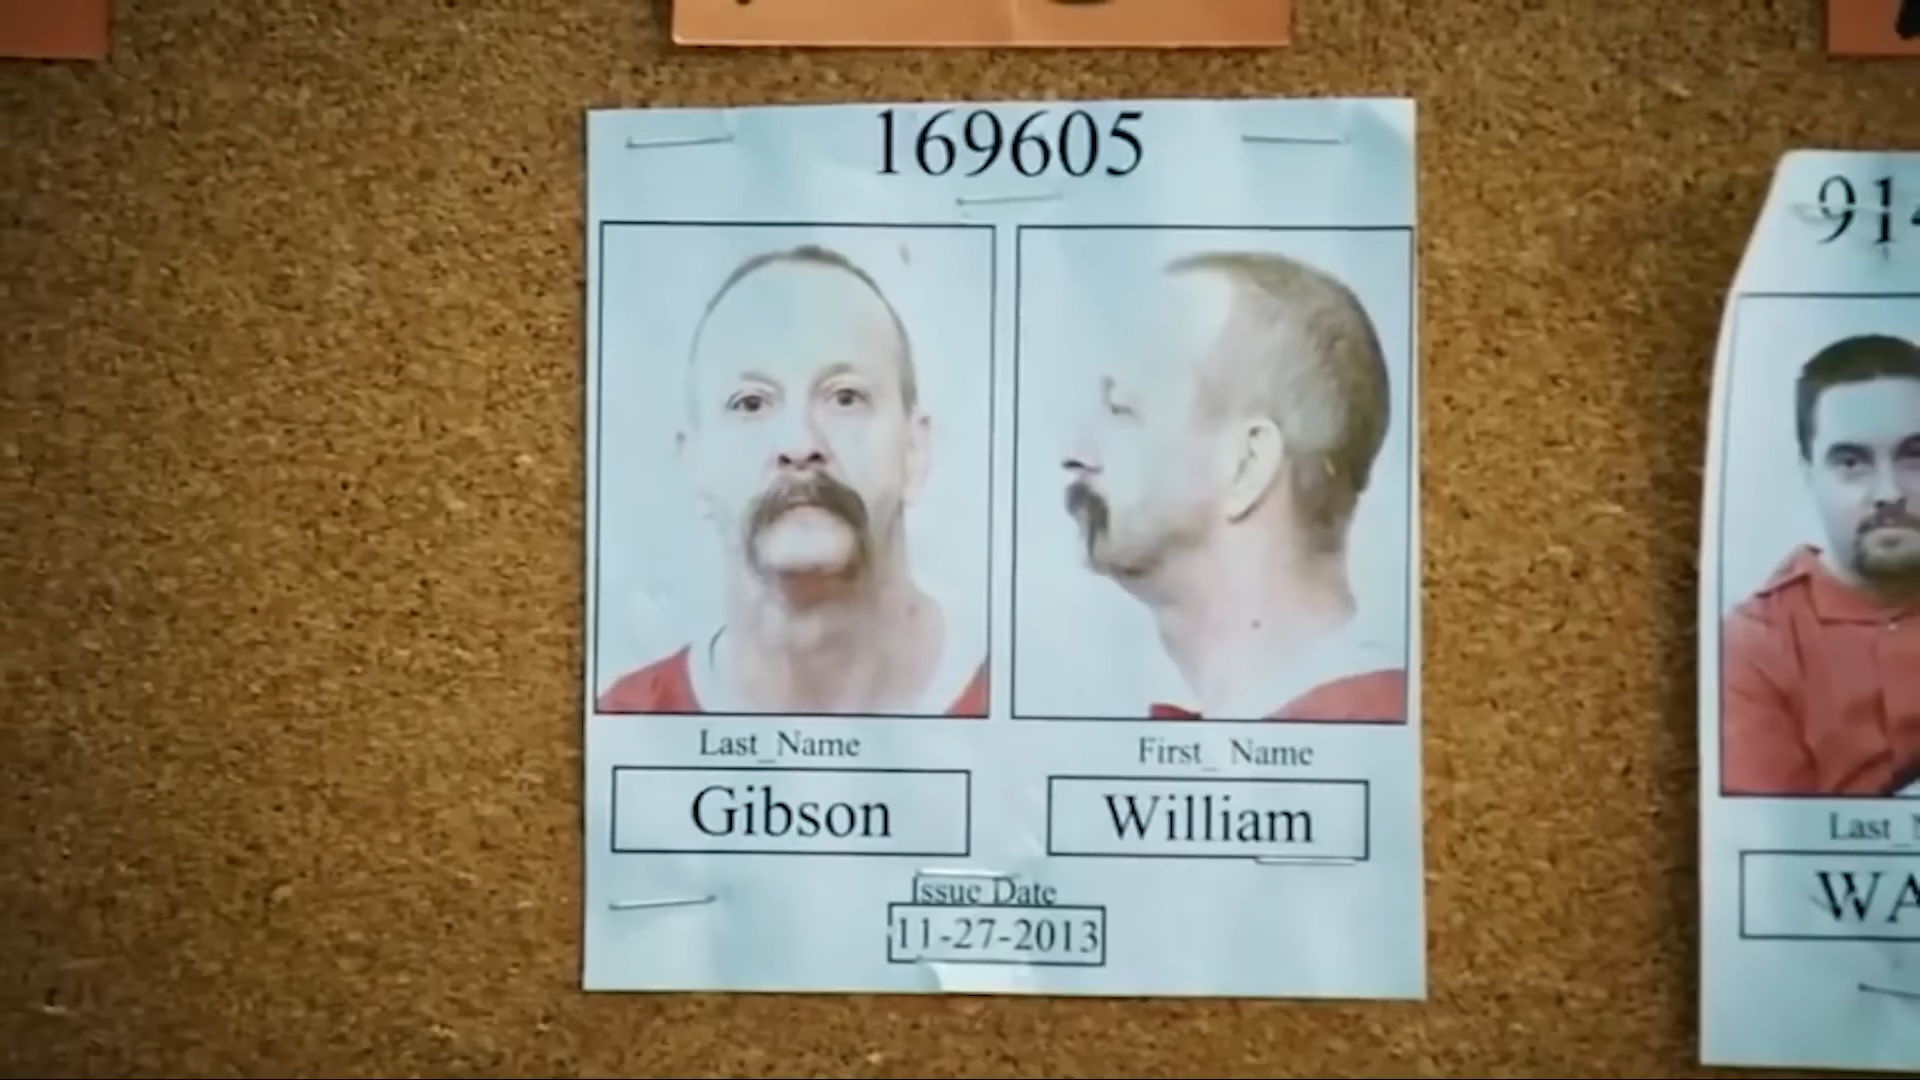 169605
Last_Name
First_ Name
Gibson
William
Issue Date
11-27-2013